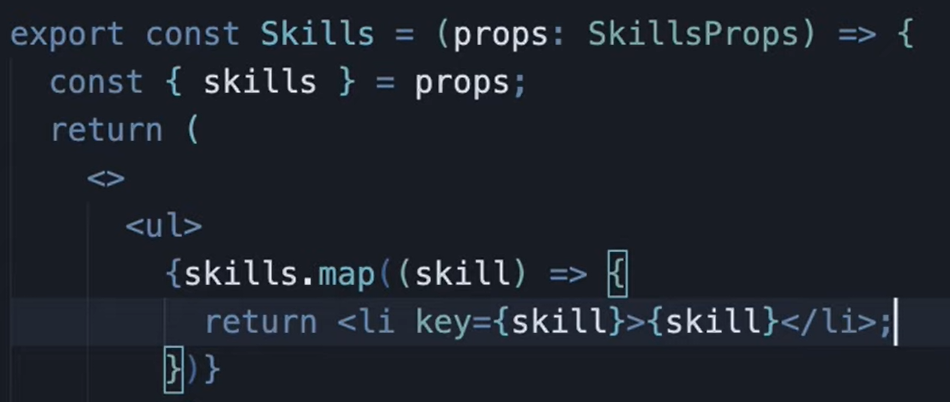 export const Skills = (props: SkillsProps) => {
const { skills } = props;
return (
<>
<ul>
{skills.map((skill) => {
return <li key={skill}>{skill}</li>;
})}